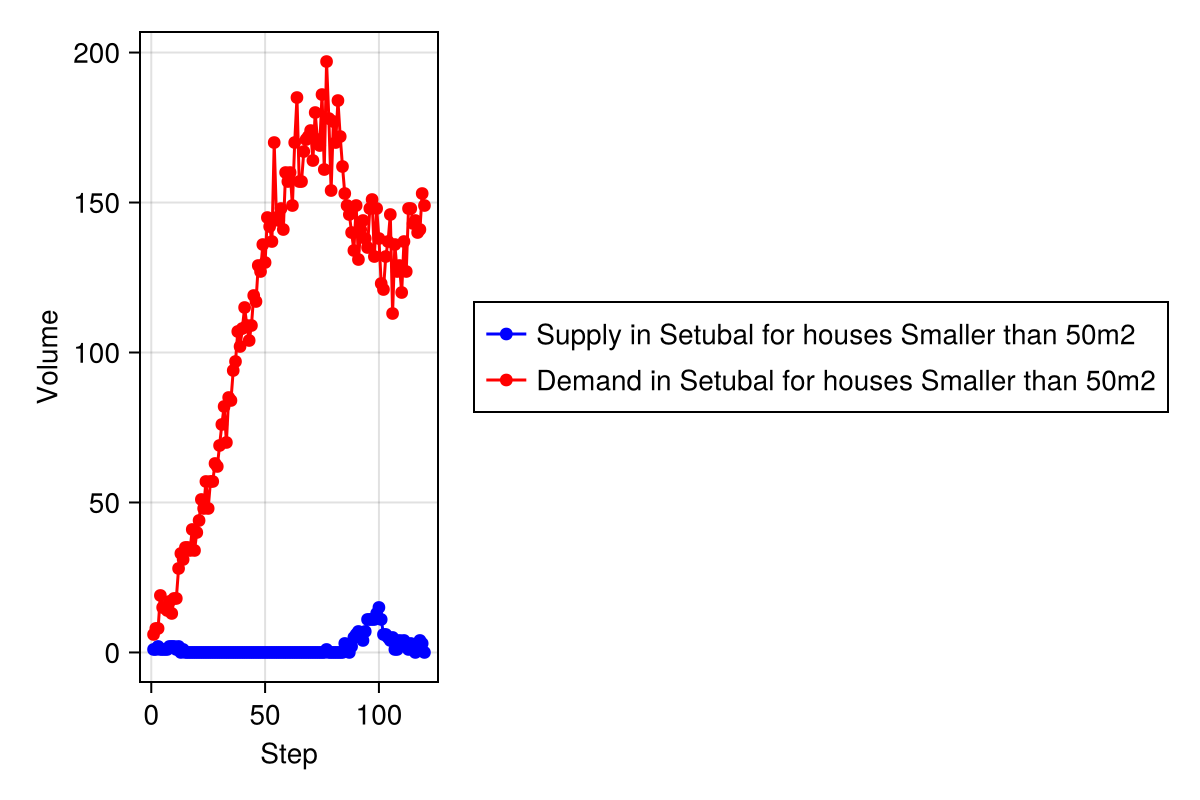 200
150
100
50
0
Volume
0 50 100
Step
Supply in Setubal for houses Smaller than 50m2
Demand in Setubal for houses Smaller than 50m2